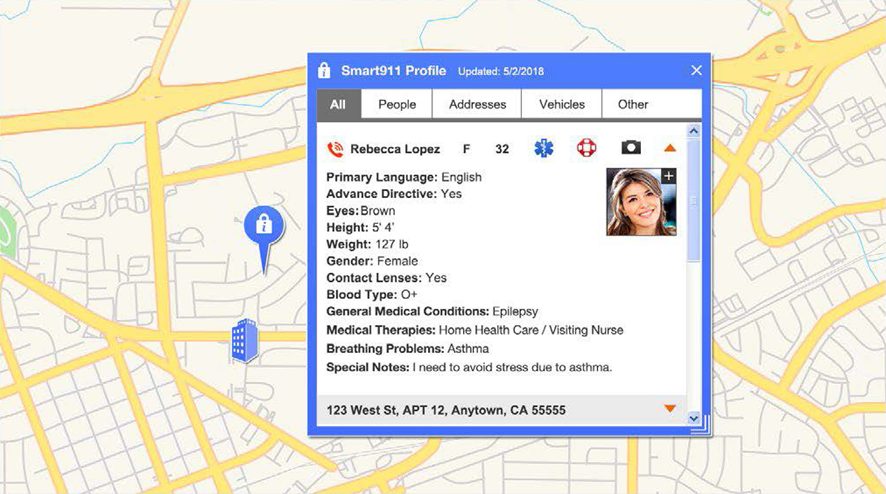 Smart911 Profile Updated: 5/2/2018
All People Addresses Vehicles Other
Rebecca Lopez F 32
Primary Language: English
Advance Directive: Yes
Eyes:Brown
Height: 5' 4'
Weight: 127 lb
Gender: Female
Contact Lenses: Yes
Blood Type: O+
General Medical Conditions: Epilepsy
Medical Therapies: Home Health Care / Visiting Nurse
Breathing Problems: Asthma
Special Notes: I need to avoid stress due to asthma.
123 West St, APT 12, Anytown, CA 55555